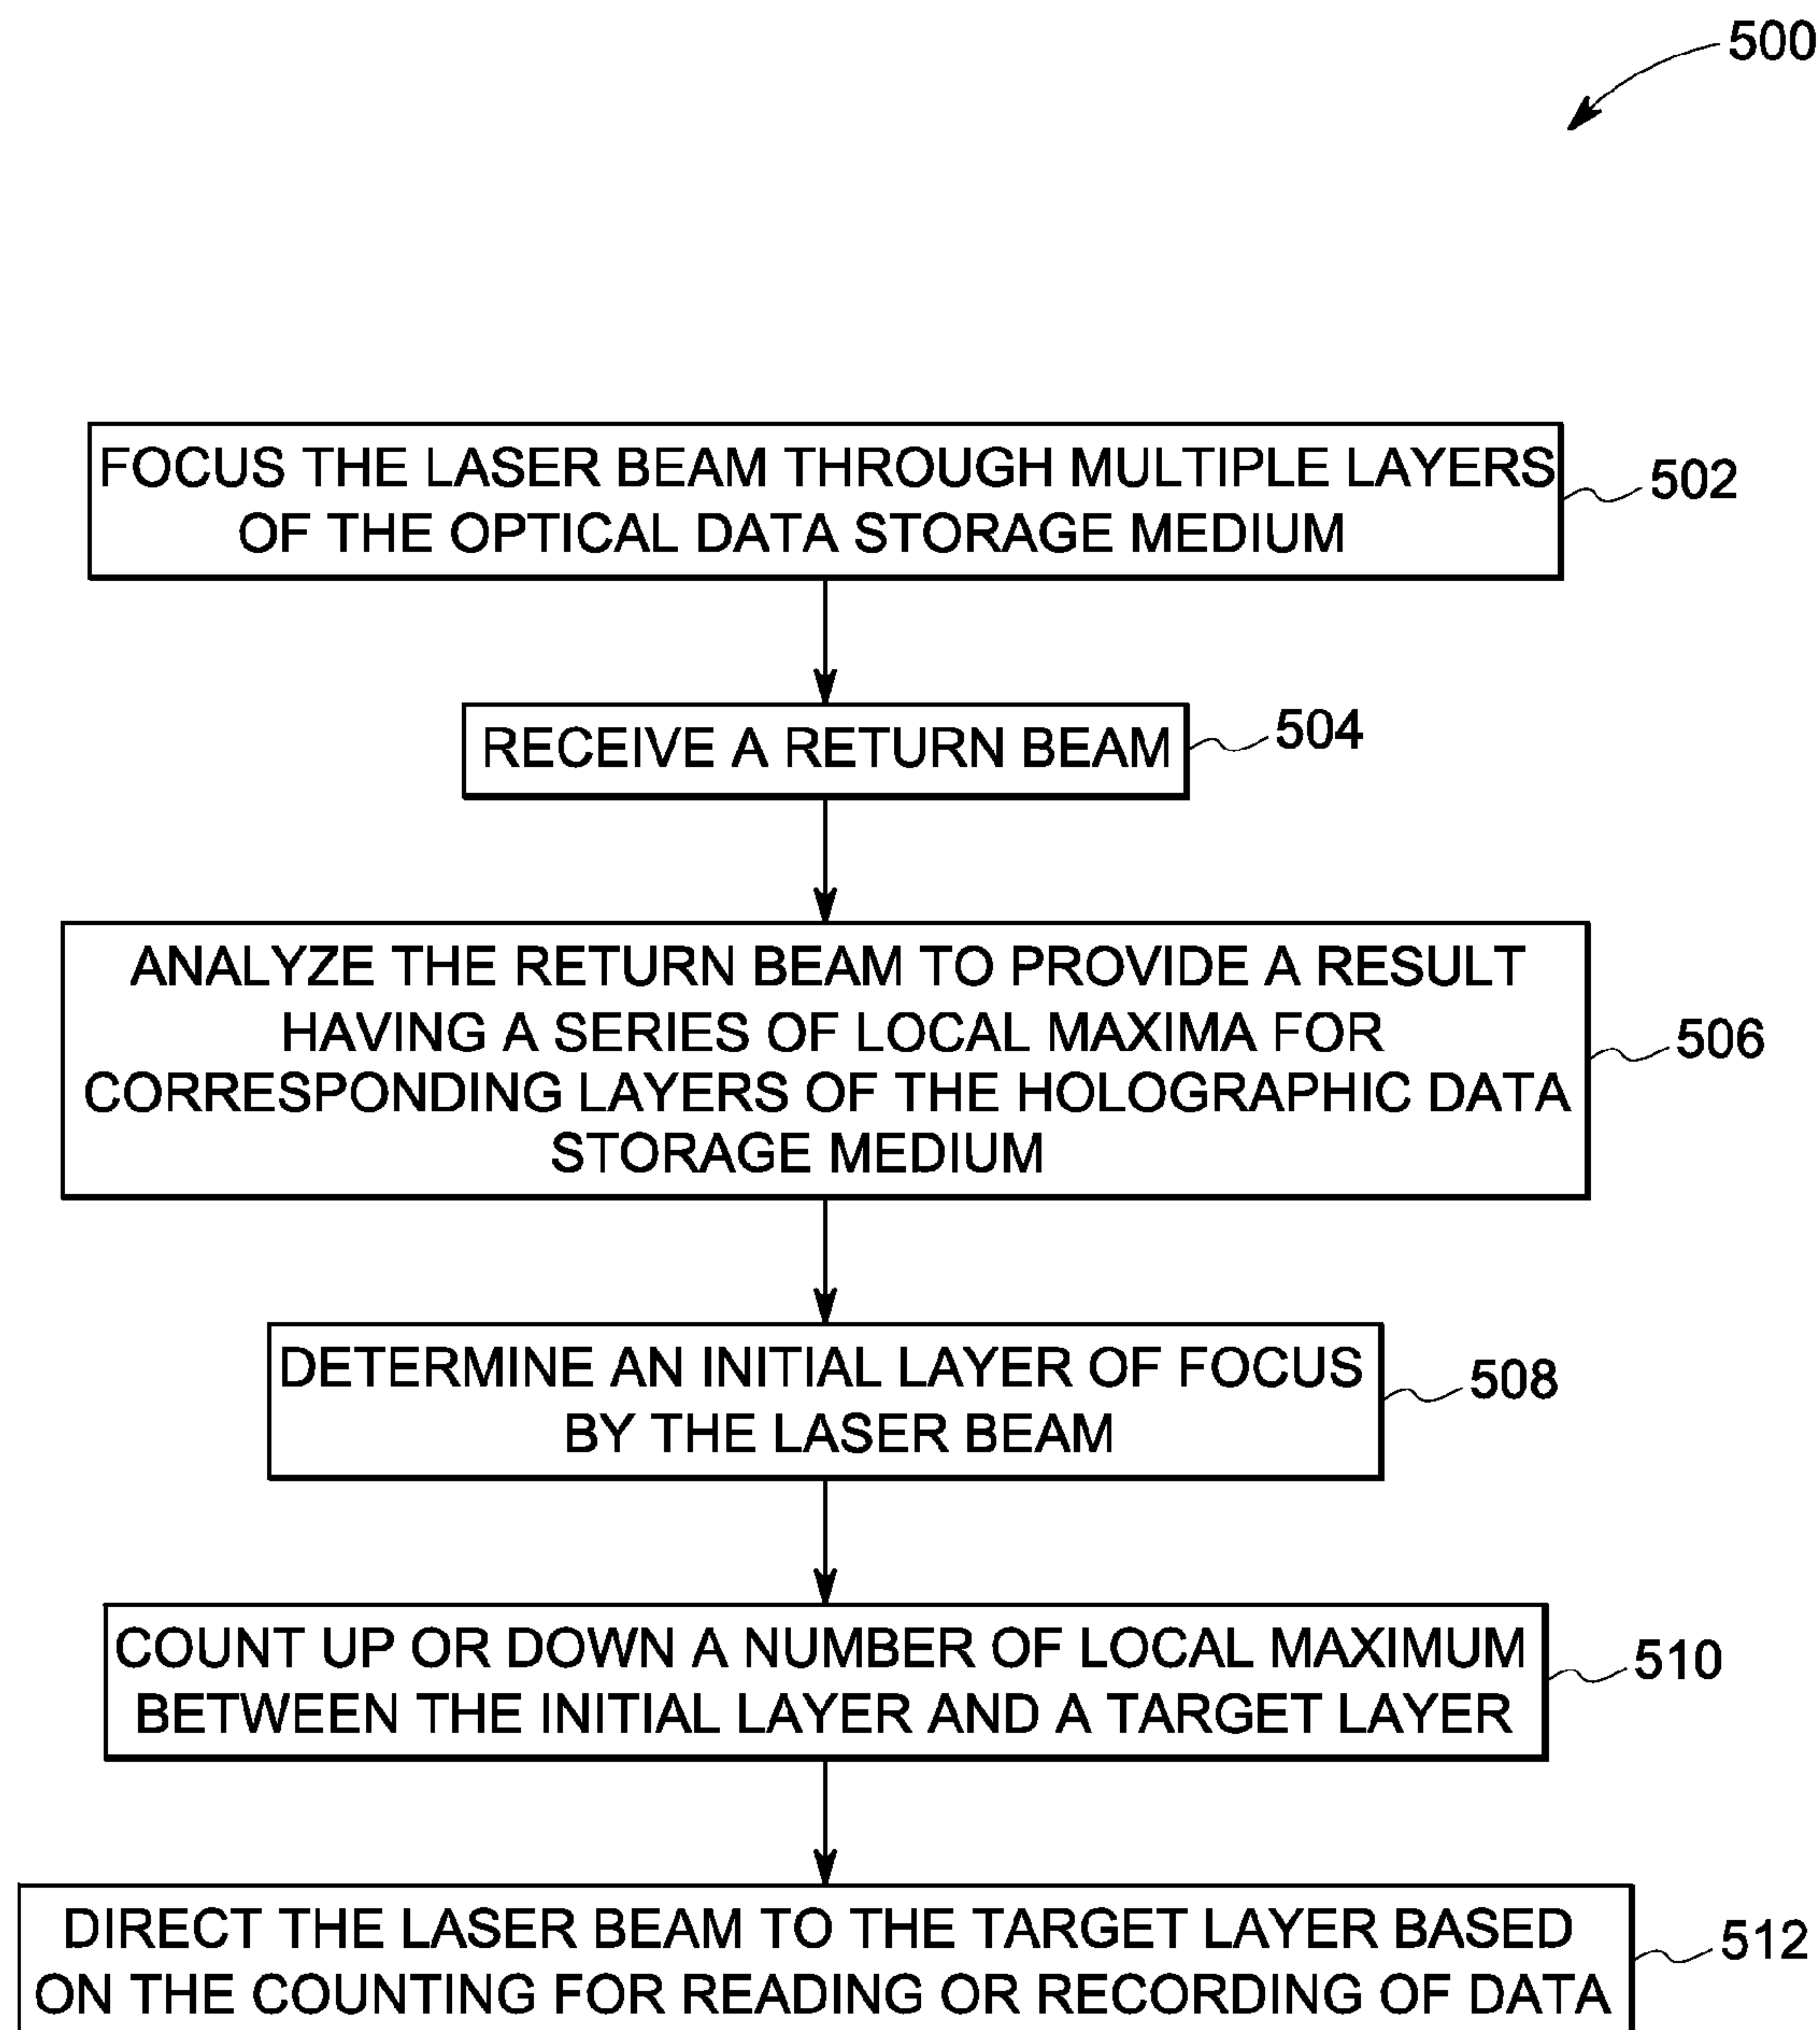 500
FOCUS THE LASER BEAM THROUGH MULTIPLE LAYERS
OF THE OPTICAL DATA STORAGE MEDIUM
502
RECEIVE A RETURN BEAM
504
ANALYZE THE RETURN BEAM TO PROVIDE A RESULT
HAVING A SERIES OF LOCAL MAXIMA FOR
CORRESPONDING LAYERS OF THE HOLOGRAPHIC DATA
STORAGE MEDIUM
506
DETERMINE AN INITIAL LAYER OF FOCUS
BY THE LASER BEAM
508
COUNT UP OR DOWN A NUMBER OF LOCAL MAXIMUM
BETWEEN THE INITIAL LAYER AND A TARGET LAYER
510
DIRECT THE LASER BEAM TO THE TARGET LAYER BASED
ON THE COUNTING FOR READING OR RECORDING OF DATA
512